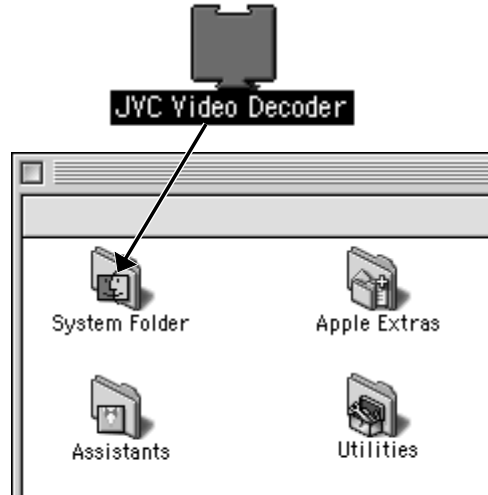 JVC Video Decoder
System Folder
Apple Extras
Assistants
Utilities